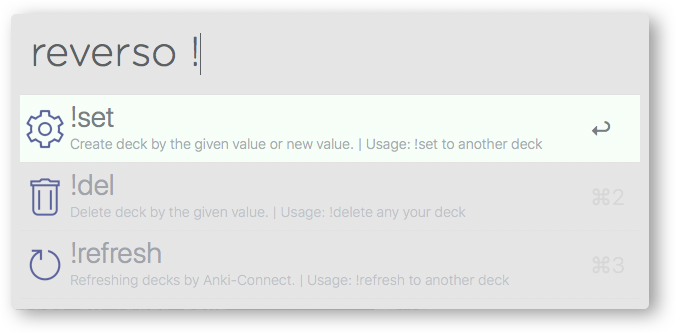 reverso !
!set
Create deck by the given value or new value. | Usage: !set to another deck
!del
Delete deck by the given value. | Usage: !delete any your deck
⌘2
!refresh
Refreshing decks by Anki-Connect. | Usage: !refresh to another deck
⌘3